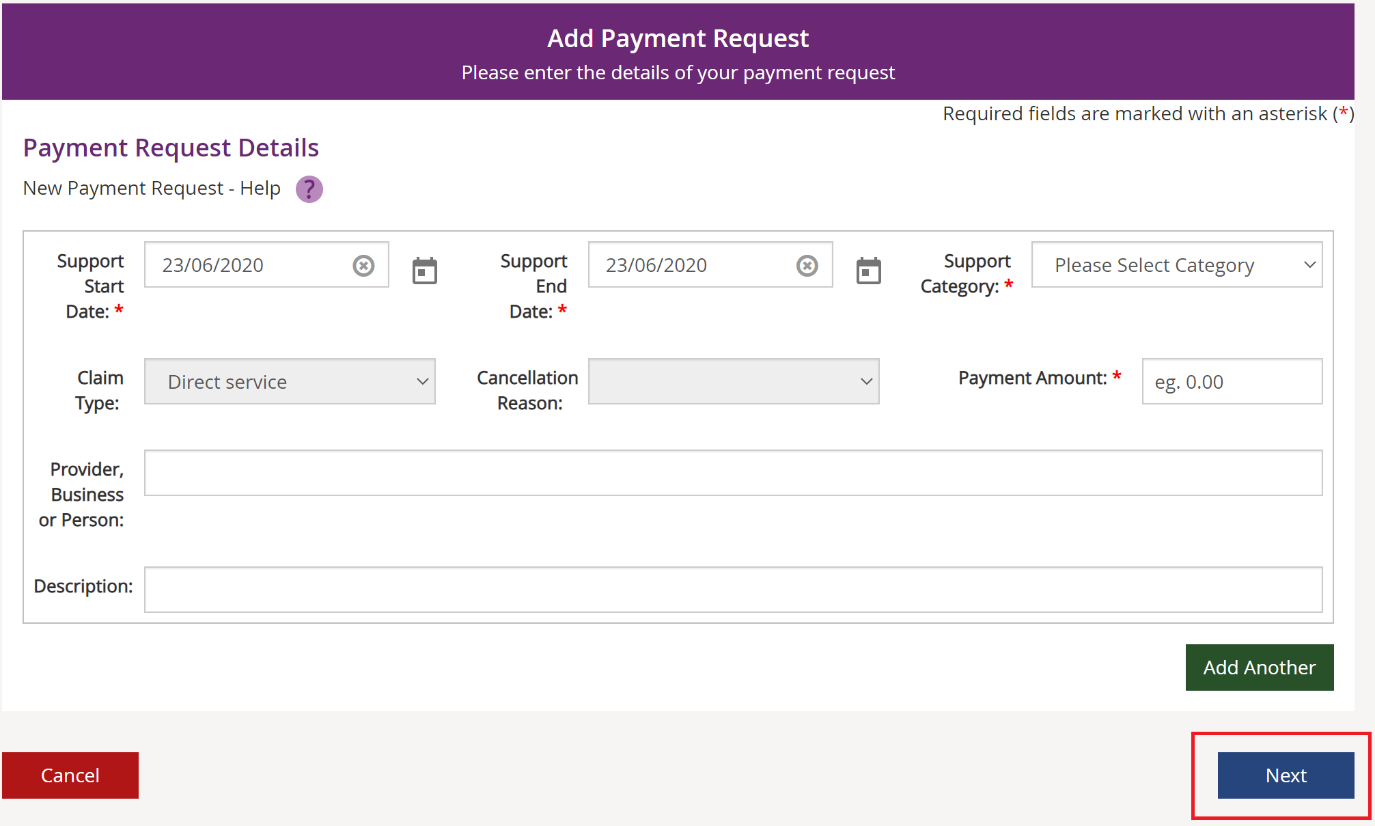 Add Payment Request
Please enter the details of your payment request
Required fields are marked with an asterisk (*)
Payment Request Details
New Payment Request - Help ?
Support
Start
Date: *
23/06/2020
Support
End
Date: *
23/06/2020
Support
Category: *
Please Select Category
Claim
Type:
Direct service
Cancellation
Reason:
Payment Amount: *
eg. 0.00
Provider,
Business
or Person:
Description:
Add Another
Cancel
Next